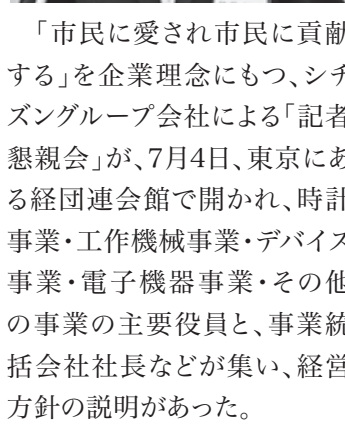 「市民に愛され市民に貢献
する」を企業理念にもつ、シチ
ズングループ会社による「記者
懇親会」が、7月4日、東京にあ
る経団連会館で開かれ、時計
事業・工作機械事業・デバイス
事業・電子機器事業・その他
の事業の主要役員と、事業統
括会社社長などが集い、経営
方針の説明があった。